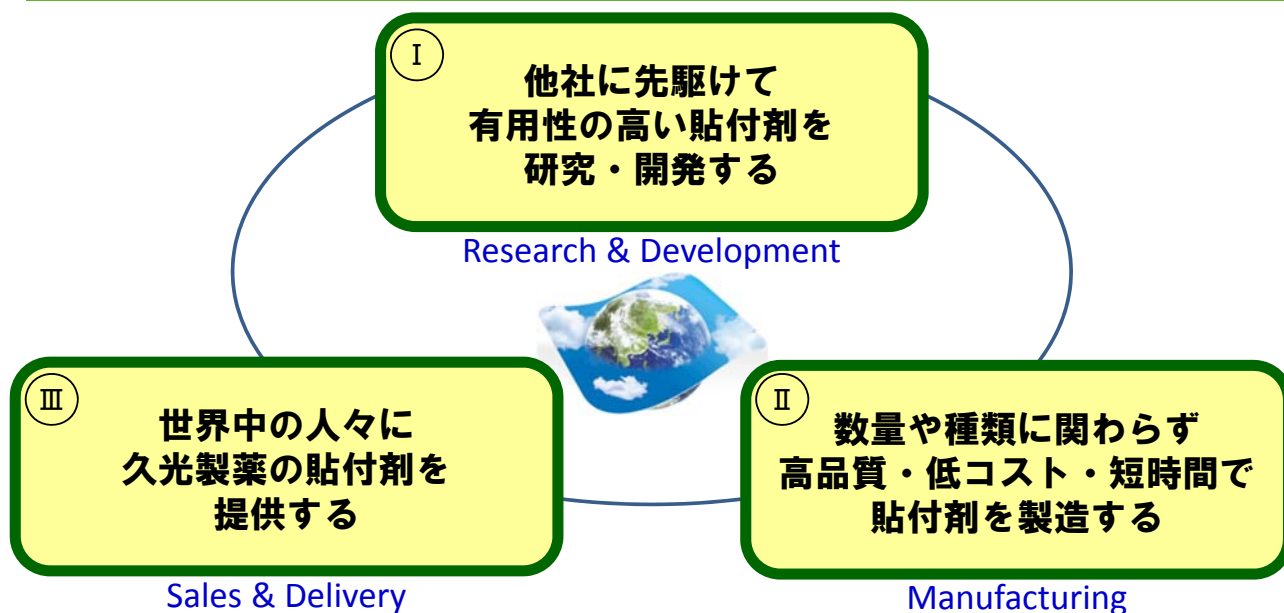 Ⅰ
他社に先駆けて
有用性の高い貼付剤を
研究・開発する
Research & Development
Ⅱ
数量や種類に関わらず
高品質・低コスト・短時間で
貼付剤を製造する
Manufacturing
Ⅲ
世界中の人々に
久光製薬の貼付剤を
提供する
Sales & Delivery